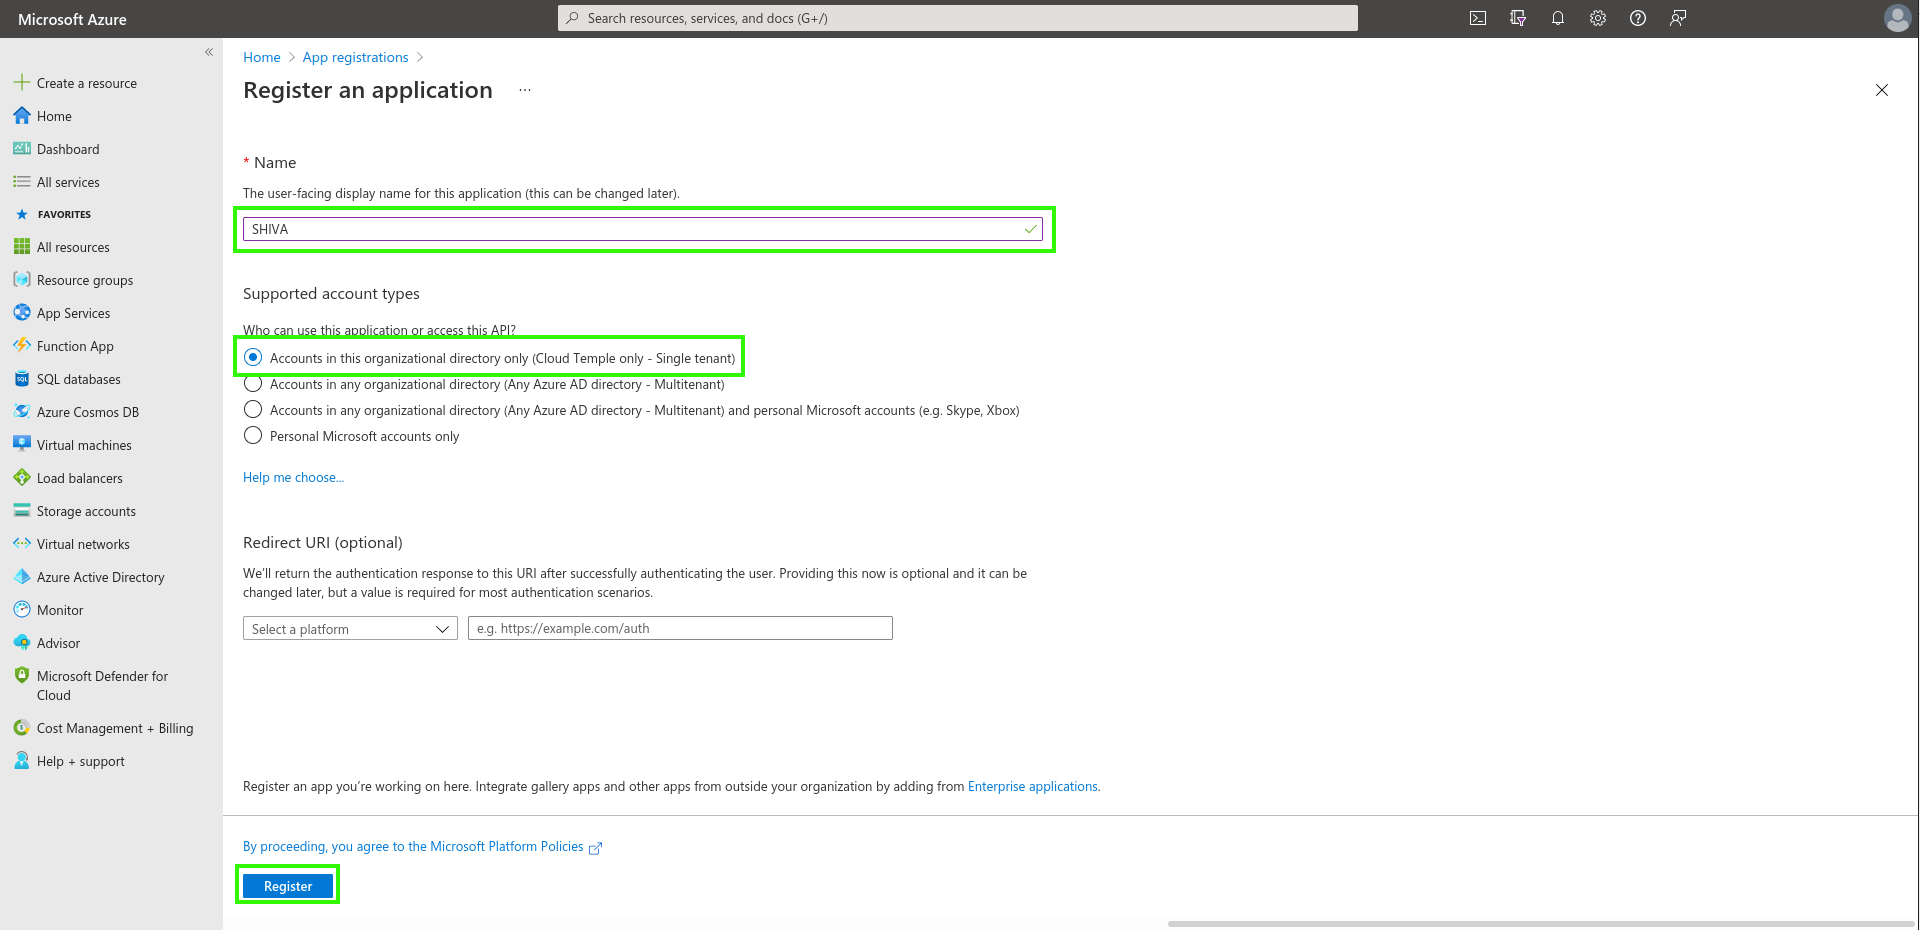 Microsoft Azure
Search resources, services, and docs (G+/)
Create a resource
Home
Dashboard
All services
FAVORITES
All resources
Resource groups
App Services
Function App
SQL databases
Azure Cosmos DB
Virtual machines
Load balancers
Storage accounts
Virtual networks
Azure Active Directory
Monitor
Advisor
Microsoft Defender for
Cloud
Cost Management + Billing
Help + support
Home > App registrations >
Register an application ...
* Name
The user-facing display name for this application (this can be changed later).
SHIVA
Supported account types
Who can use this application or access this API?
Accounts in this organizational directory only (Cloud Temple only - Single tenant)
Accounts in any organizational directory (Any Azure AD directory - Multitenant)
Accounts in any organizational directory (Any Azure AD directory - Multitenant) and personal Microsoft accounts (e.g. Skype, Xbox)
Personal Microsoft accounts only
Help me choose...
Redirect URI (optional)
We'll return the authentication response to this URI after successfully authenticating the user. Providing this now is optional and it can be
changed later, but a value is required for most authentication scenarios.
Select a platform
e.g. https://example.com/auth
Register an app you're working on here. Integrate gallery apps and other apps from outside your organization by adding from Enterprise applications.
By proceeding, you agree to the Microsoft Platform Policies
Register